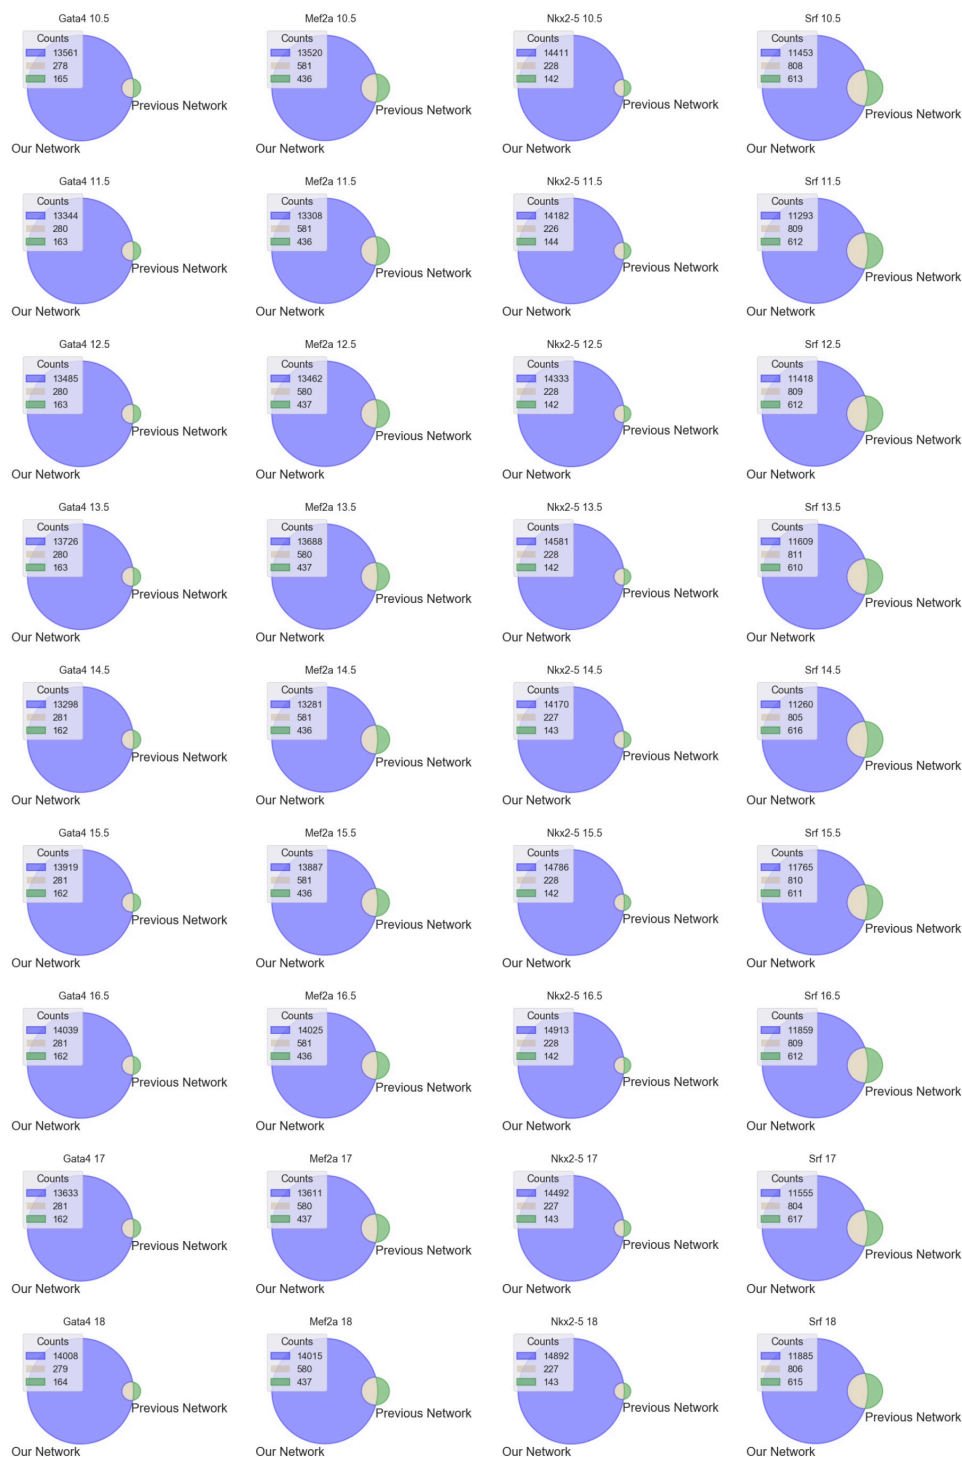 Gata4 10.5
Counts
13561
278
165
Previous Network
Our Network
Mef2a 10.5
Counts
13520
581
436
Previous Network
Our Network
Nkx2-5 10.5
Counts
14411
228
142
Previous Network
Our Network
Srf 10.5
Counts
11453
808
613
Previous Network
Our Network
Gata4 11.5
Counts
13344
280
163
Previous Network
Our Network
Mef2a 11.5
Counts
13308
581
436
Previous Network
Our Network
Nkx2-5 11.5
Counts
14182
226
144
Previous Network
Our Network
Srf 11.5
Counts
11293
809
612
Previous Network
Our Network
Gata4 12.5
Counts
13485
280
163
Previous Network
Our Network
Mef2a 12.5
Counts
13462
580
437
Previous Network
Our Network
Nkx2-5 12.5
Counts
14333
228
142
Previous Network
Our Network
Srf 12.5
Counts
11418
809
612
Previous Network
Our Network
Gata4 13.5
Counts
13726
280
163
Previous Network
Our Network
Mef2a 13.5
Counts
13688
580
437
Previous Network
Our Network
Nkx2-5 13.5
Counts
14581
228
142
Previous Network
Our Network
Srf 13.5
Counts
11609
811
610
Previous Network
Our Network
Gata4 14.5
Counts
13298
281
162
Previous Network
Our Network
Mef2a 14.5
Counts
13281
581
436
Previous Network
Our Network
Nkx2-5 14.5
Counts
14170
227
143
Previous Network
Our Network
Srf 14.5
Counts
11260
805
616
Previous Network
Our Network
Gata4 15.5
Counts
13919
281
162
Previous Network
Our Network
Mef2a 15.5
Counts
13887
581
436
Previous Network
Our Network
Nkx2-5 15.5
Counts
14786
228
142
Previous Network
Our Network
Srf 15.5
Counts
11765
810
611
Previous Network
Our Network
Gata4 16.5
Counts
14039
281
162
Previous Network
Our Network
Mef2a 16.5
Counts
14025
581
436
Previous Network
Our Network
Nkx2-5 16.5
Counts
14913
228
142
Previous Network
Our Network
Srf 16.5
Counts
11859
809
612
Previous Network
Our Network
Gata4 17
Counts
13633
281
162
Previous Network
Our Network
Mef2a 17
Counts
13611
580
437
Previous Network
Our Network
Nkx2-5 17
Counts
14492
227
143
Previous Network
Our Network
Srf 17
Counts
11555
804
617
Previous Network
Our Network
Gata4 18
Counts
14008
279
164
Previous Network
Our Network
Mef2a 18
Counts
14015
580
437
Previous Network
Our Network
Nkx2-5 18
Counts
14892
227
143
Previous Network
Our Network
Srf 18
Counts
11885
806
615
Previous Network
Our Network